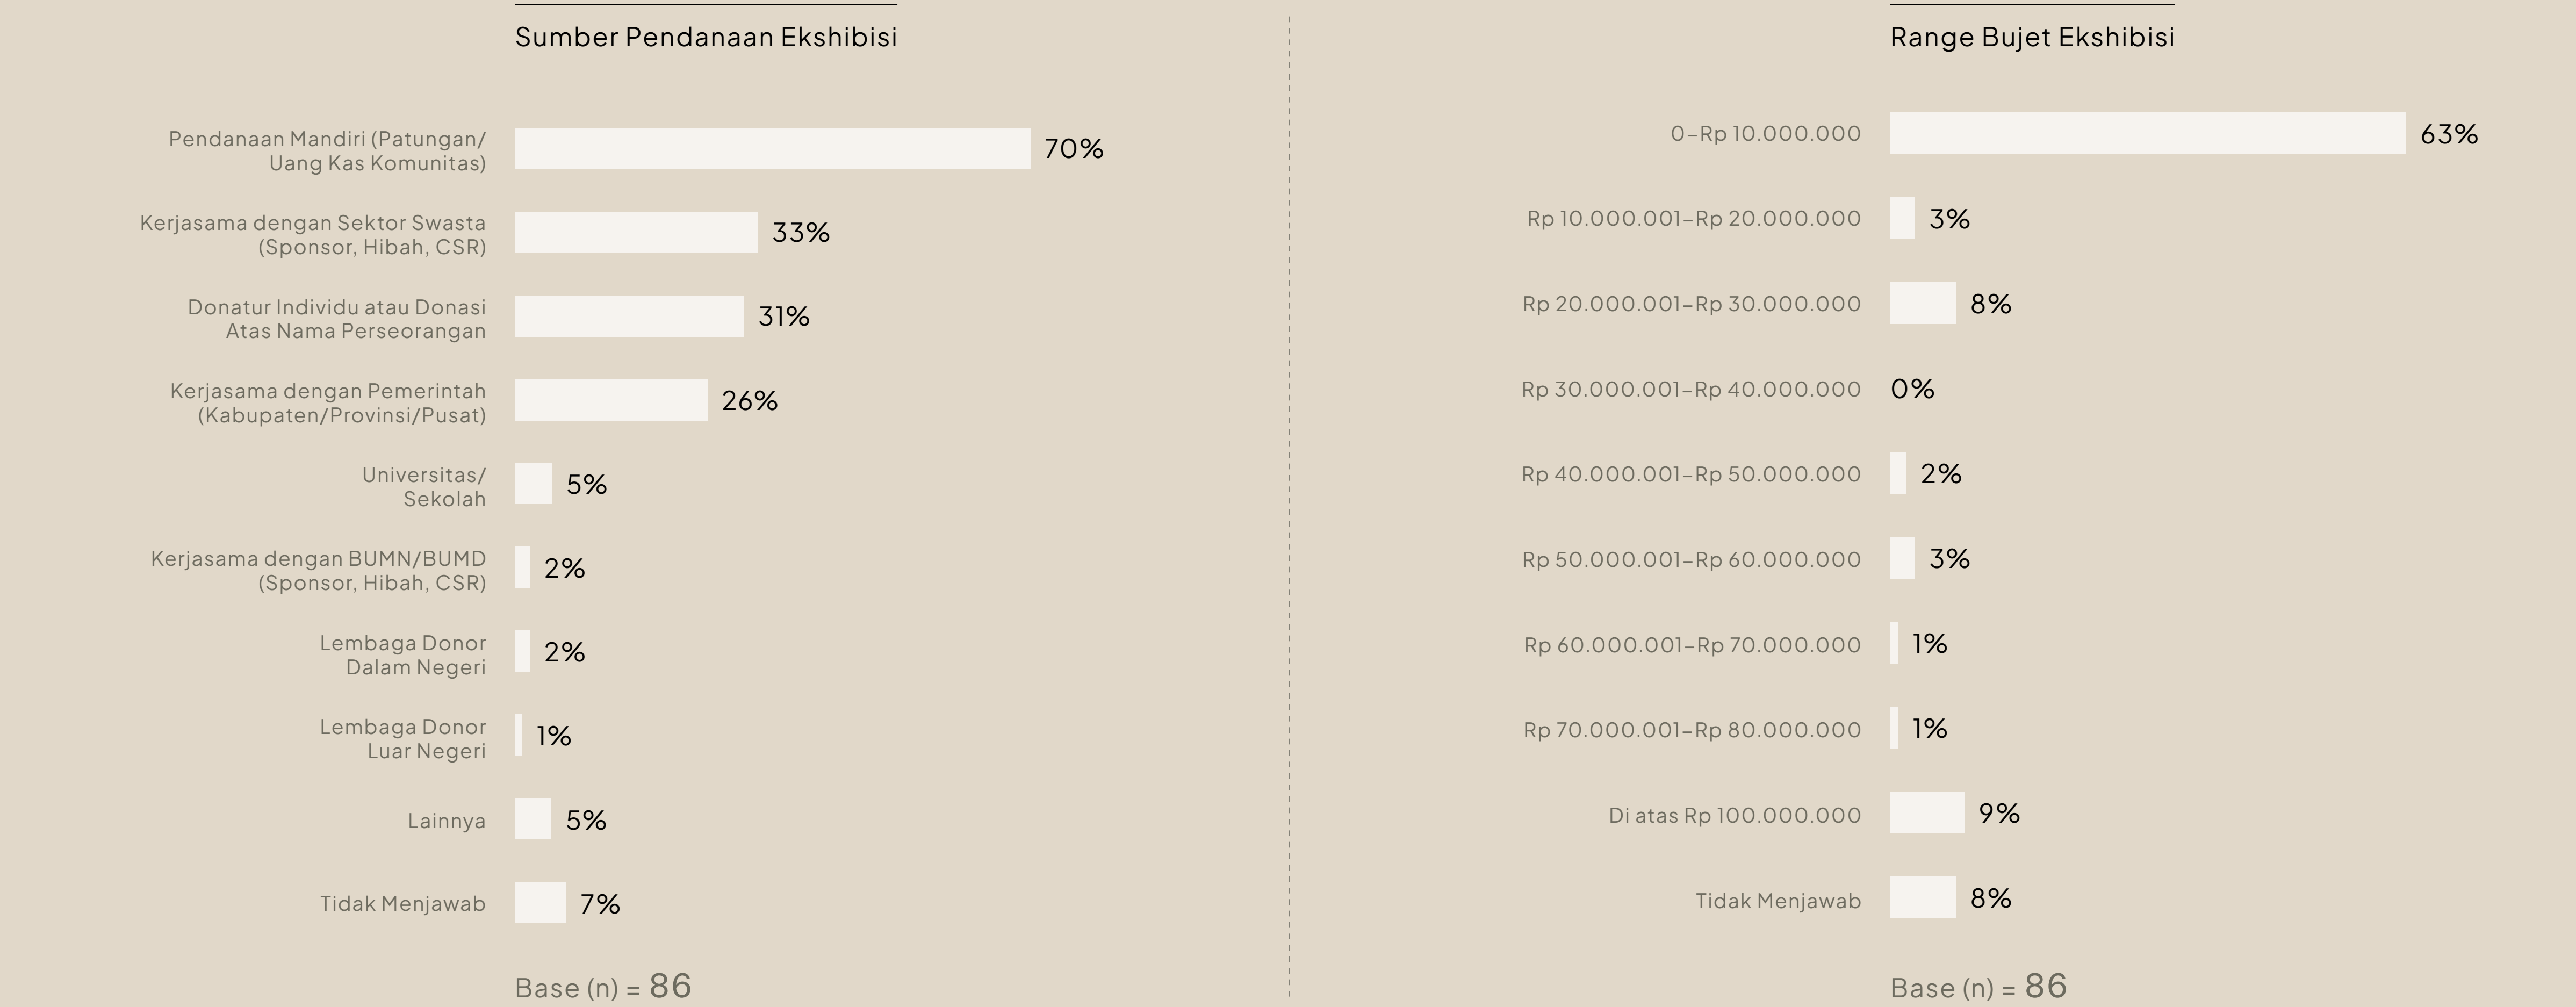 Sumber Pendanaan Ekshibisi
Pendanaan Mandiri (Patungan/
Uang Kas Komunitas)
70%
Kerjasama dengan Sektor Swasta
(Sponsor, Hibah, CSR)
33%
Donatur Individu atau Donasi
Atas Nama Perseorangan
31%
Kerjasama dengan Pemerintah
(Kabupaten/Provinsi/Pusat)
26%
Universitas/
Sekolah
5%
Kerjasama dengan BUMN/BUMD
(Sponsor, Hibah, CSR)
2%
Lembaga Donor
Dalam Negeri
2%
Lembaga Donor
Luar Negeri
1%
Lainnya
5%
Tidak Menjawab
7%
Base (n) = 86
Range Bujet Ekshibisi
0–Rp 10.000.000
63%
Rp 10.000.001–Rp 20.000.000
3%
Rp 20.000.001–Rp 30.000.000
8%
Rp 30.000.001–Rp 40.000.000
0%
Rp 40.000.001–Rp 50.000.000
2%
Rp 50.000.001–Rp 60.000.000
3%
Rp 60.000.001–Rp 70.000.000
1%
Rp 70.000.001–Rp 80.000.000
1%
Di atas Rp 100.000.000
9%
Tidak Menjawab
8%
Base (n) = 86